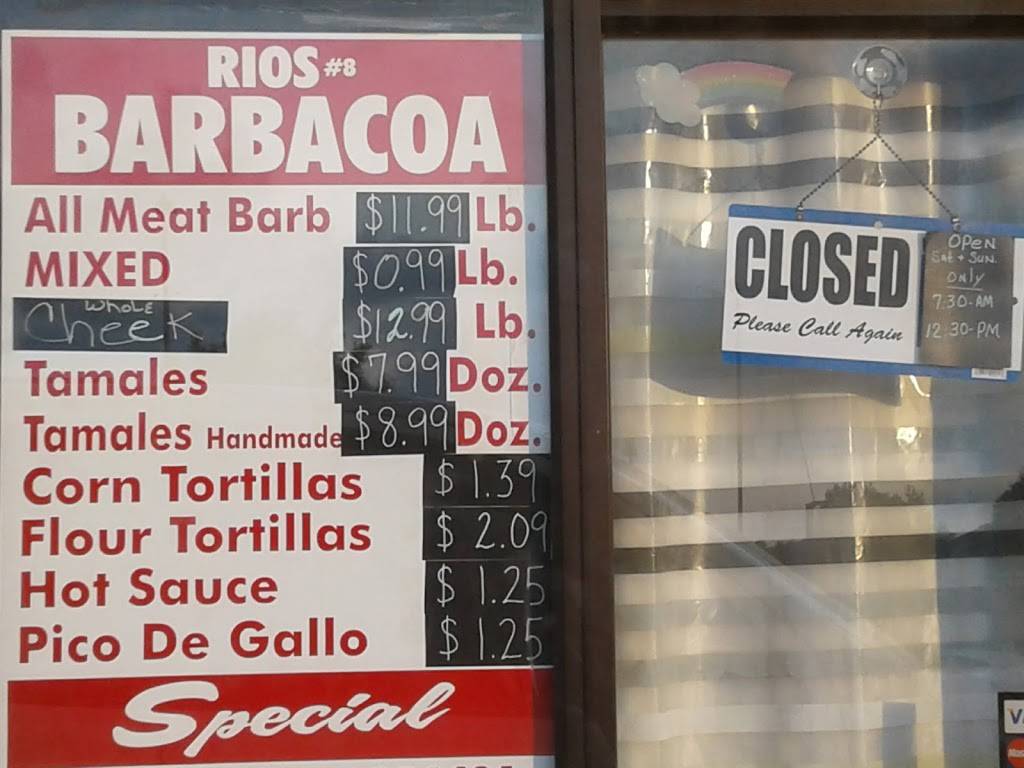 RIOS #8
BARBACOA
All Meat Barb $11.99 Lb.
MIXED $0.99 Lb.
WHOLE
Cheek $12.99 Lb.
Tamales $7.99 Doz.
Tamales Handmade $8.99 Doz.
Corn Tortillas $1.39
Flour Tortillas $2.09
Hot Sauce $1.25
Pico De Gallo $1.25
Special
CLOSED
Please Call Again
OPEN
Sat + Sun.
ONLY
7:30-AM
12:30-PM